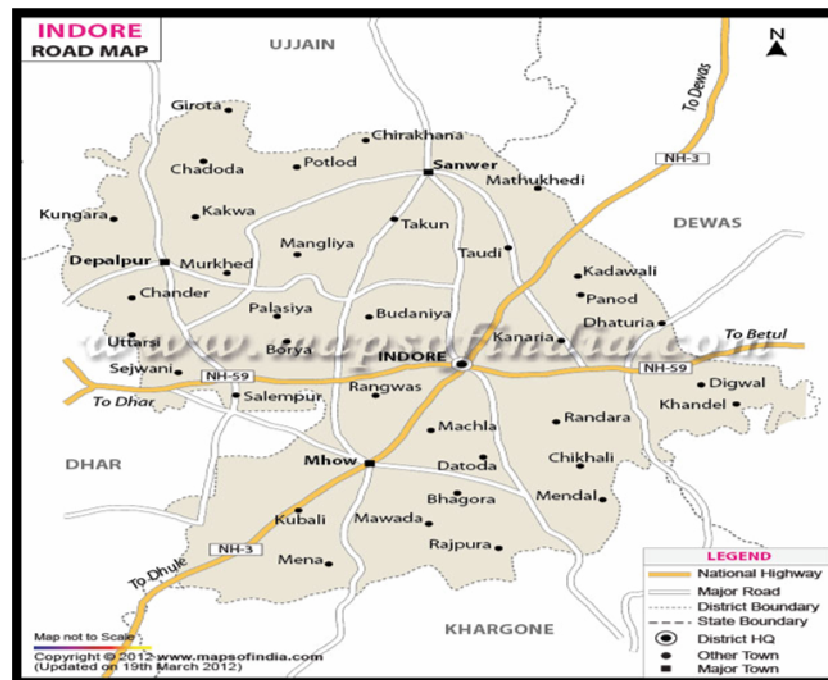 INDORE
ROAD MAP
UJJAIN
N
To Dewas
Girota
Chirakhana
NH-3
Chadoda
Potlod
Sanwer
Mathukhedi
Kungara
Kakwa
Takun
DEWAS
Mangliya
Taudi
Depalpur
Murkhed
Kadawali
Chander
Panod
Palasiya
Budaniya
Dhaturia
Uttarsi
Borya
Kanaria
To Betul
www.mapsofindia.com
INDORE
Sejwani
NH-59
NH-59
Rangwas
Digwal
To Dhar
Salempur
Khandel
Machla
Randara
DHAR
Mhow
Datoda
Chikhali
Bhagora
Mendal
Kubali
Mawada
NH-3
Rajpura
Mena
To Dhule
KHARGONE
LEGEND
National Highway
Major Road
District Boundary
State Boundary
District HQ
Other Town
Major Town
Map not to Scale
Copyright © 2012 www.mapsofindia.com
(Updated on 19th March 2012)